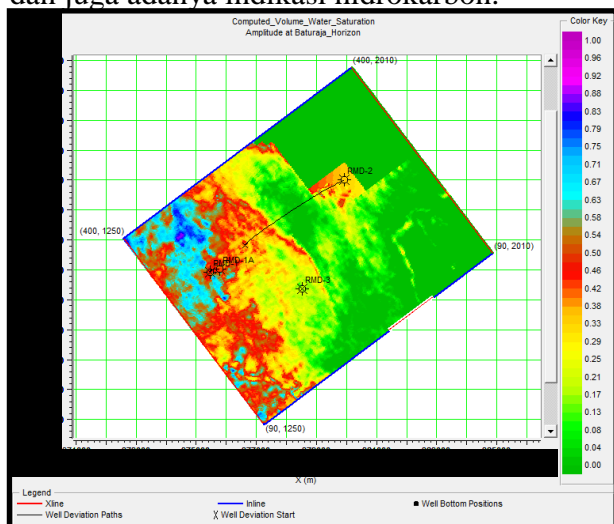 dan juga adanya indikasi hidrokarbon.
Computed_Volume_Water_Saturation
Amplitude at Baturaja_Horizon
Color Key
1.00
0.96
0.92
0.88
0.83
0.79
0.75
0.71
0.67
0.63
0.58
0.54
0.50
0.46
0.42
0.38
0.33
0.29
0.25
0.21
0.17
0.13
0.08
0.04
0.00
(400, 2010)
RMD-2
(400, 1250)
RMD-1A
RMD-3
(90, 2010)
(90, 1250)
X (m)
Legend
Xline
Inline
Well Bottom Positions
Well Deviation Paths
Well Deviation Start